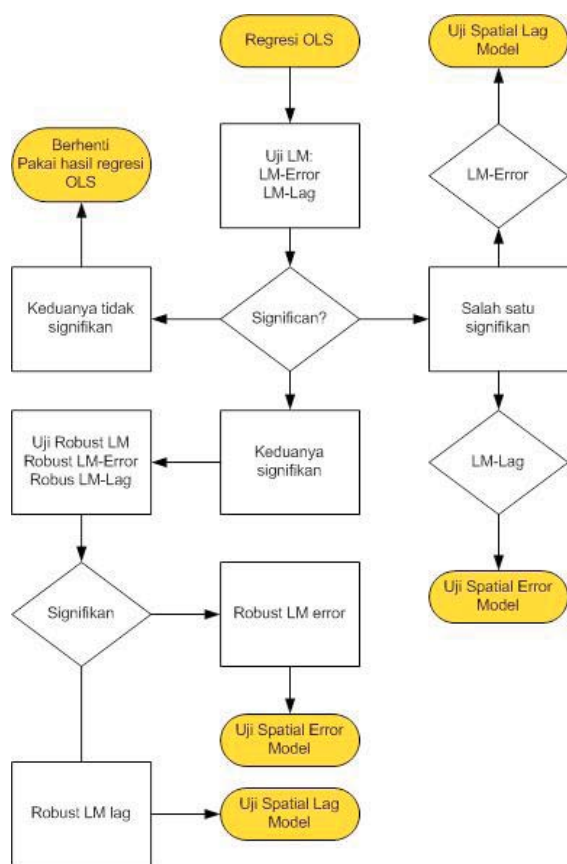 Regresi OLS
Uji Spatial Lag
Model
Berhenti
Pakai hasil regresi
OLS
Uji LM:
LM-Error
LM-Lag
LM-Error
Keduanya tidak
signifikan
Significan?
Salah satu
signifikan
Uji Robust LM
Robust LM-Error
Robus LM-Lag
Keduanya
signifikan
LM-Lag
Signifikan
Robust LM error
Uji Spatial Error
Model
Uji Spatial Error
Model
Robust LM lag
Uji Spatial Lag
Model